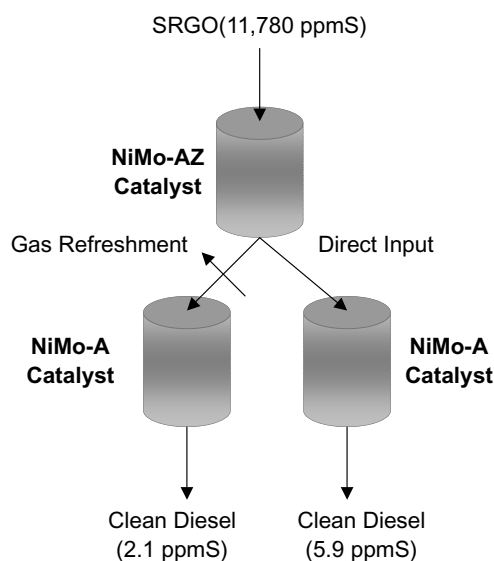 SRGO(11,780 ppmS)
NiMo-AZ
Catalyst
Gas Refreshment
Direct Input
NiMo-A
Catalyst
NiMo-A
Catalyst
Clean Diesel
(2.1 ppmS)
Clean Diesel
(5.9 ppmS)